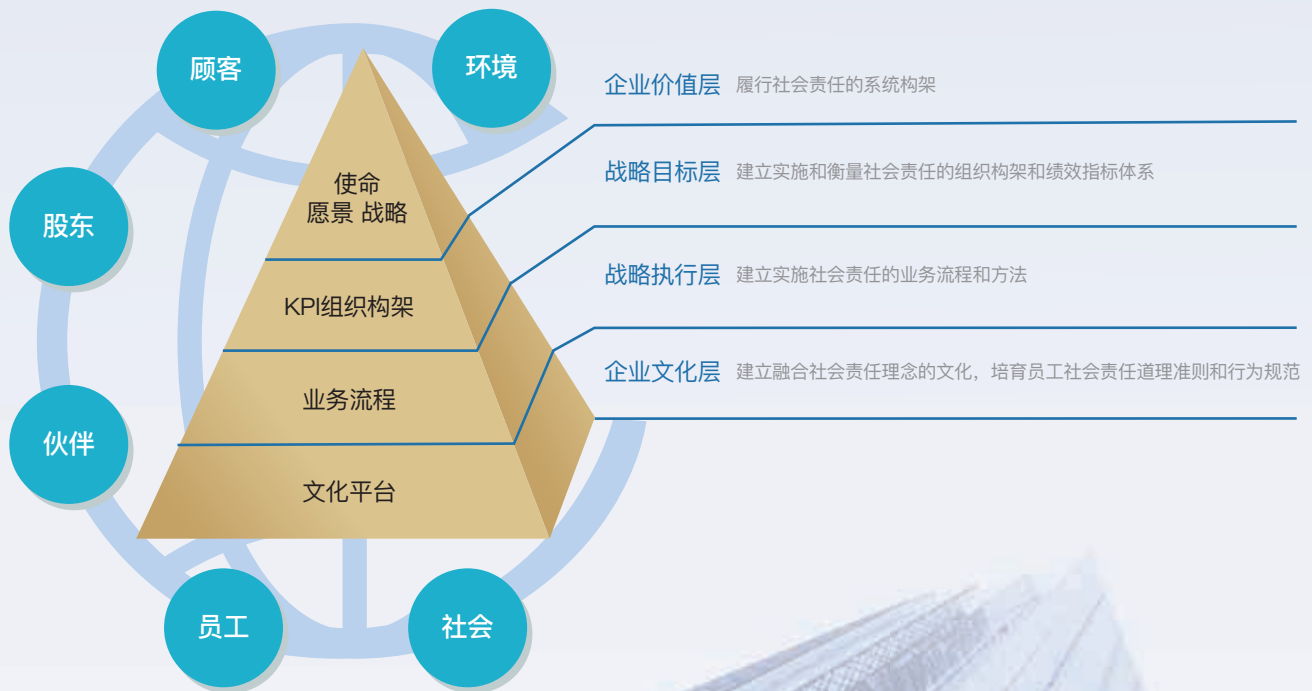 顾客
环境
股东
伙伴
员工
社会
使命
愿景 战略
KPI组织构架
业务流程
文化平台
企业价值层 履行社会责任的系统构架
战略目标层 建立实施和衡量社会责任的组织构架和绩效指标体系
战略执行层 建立实施社会责任的业务流程和方法
企业文化层 建立融合社会责任理念的文化，培育员工社会责任道理准则和行为规范